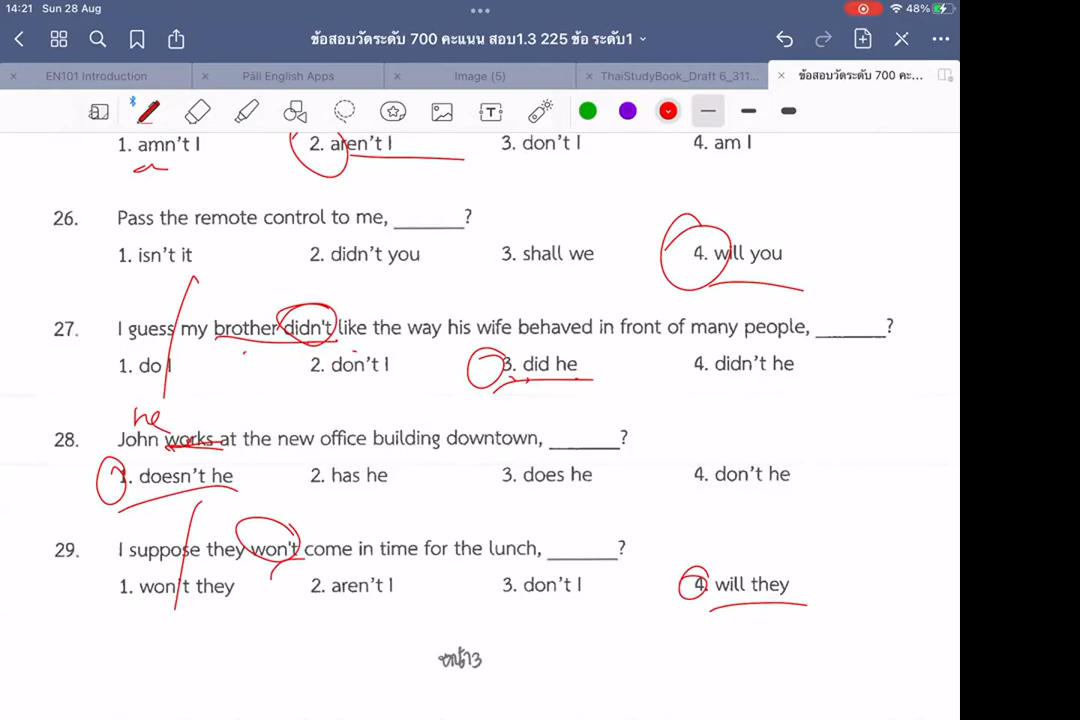 14:21 Sun 28 Aug 48%
ข้อสอบวัดระดับ 700 คะแนน สอบ1.3 225 ข้อ ระดับ1
EN101 Introduction Pāli English Apps Image (5) ThaiStudyBook_Draft 6_311... ข้อสอบวัดระดับ 700 คะ...
1. amn't I 2. aren't I 3. don't I 4. am I
26. Pass the remote control to me, ______?
1. isn't it 2. didn't you 3. shall we 4. will you
27. I guess my brother didn't like the way his wife behaved in front of many people, ______?
1. do I 2. don't I 3. did he 4. didn't he
he
28. John works at the new office building downtown, ______?
1. doesn't he 2. has he 3. does he 4. don't he
29. I suppose they won't come in time for the lunch, ______?
1. won't they 2. aren't I 3. don't I 4. will they